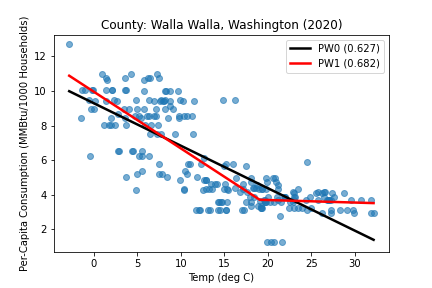 County: Walla Walla, Washington (2020)
PW0 (0.627)
PW1 (0.682)
Per-Capita Consumption (MMBtu/1000 Households)
12
10
8
6
4
2
0 5 10 15 20 25 30
Temp (deg C)